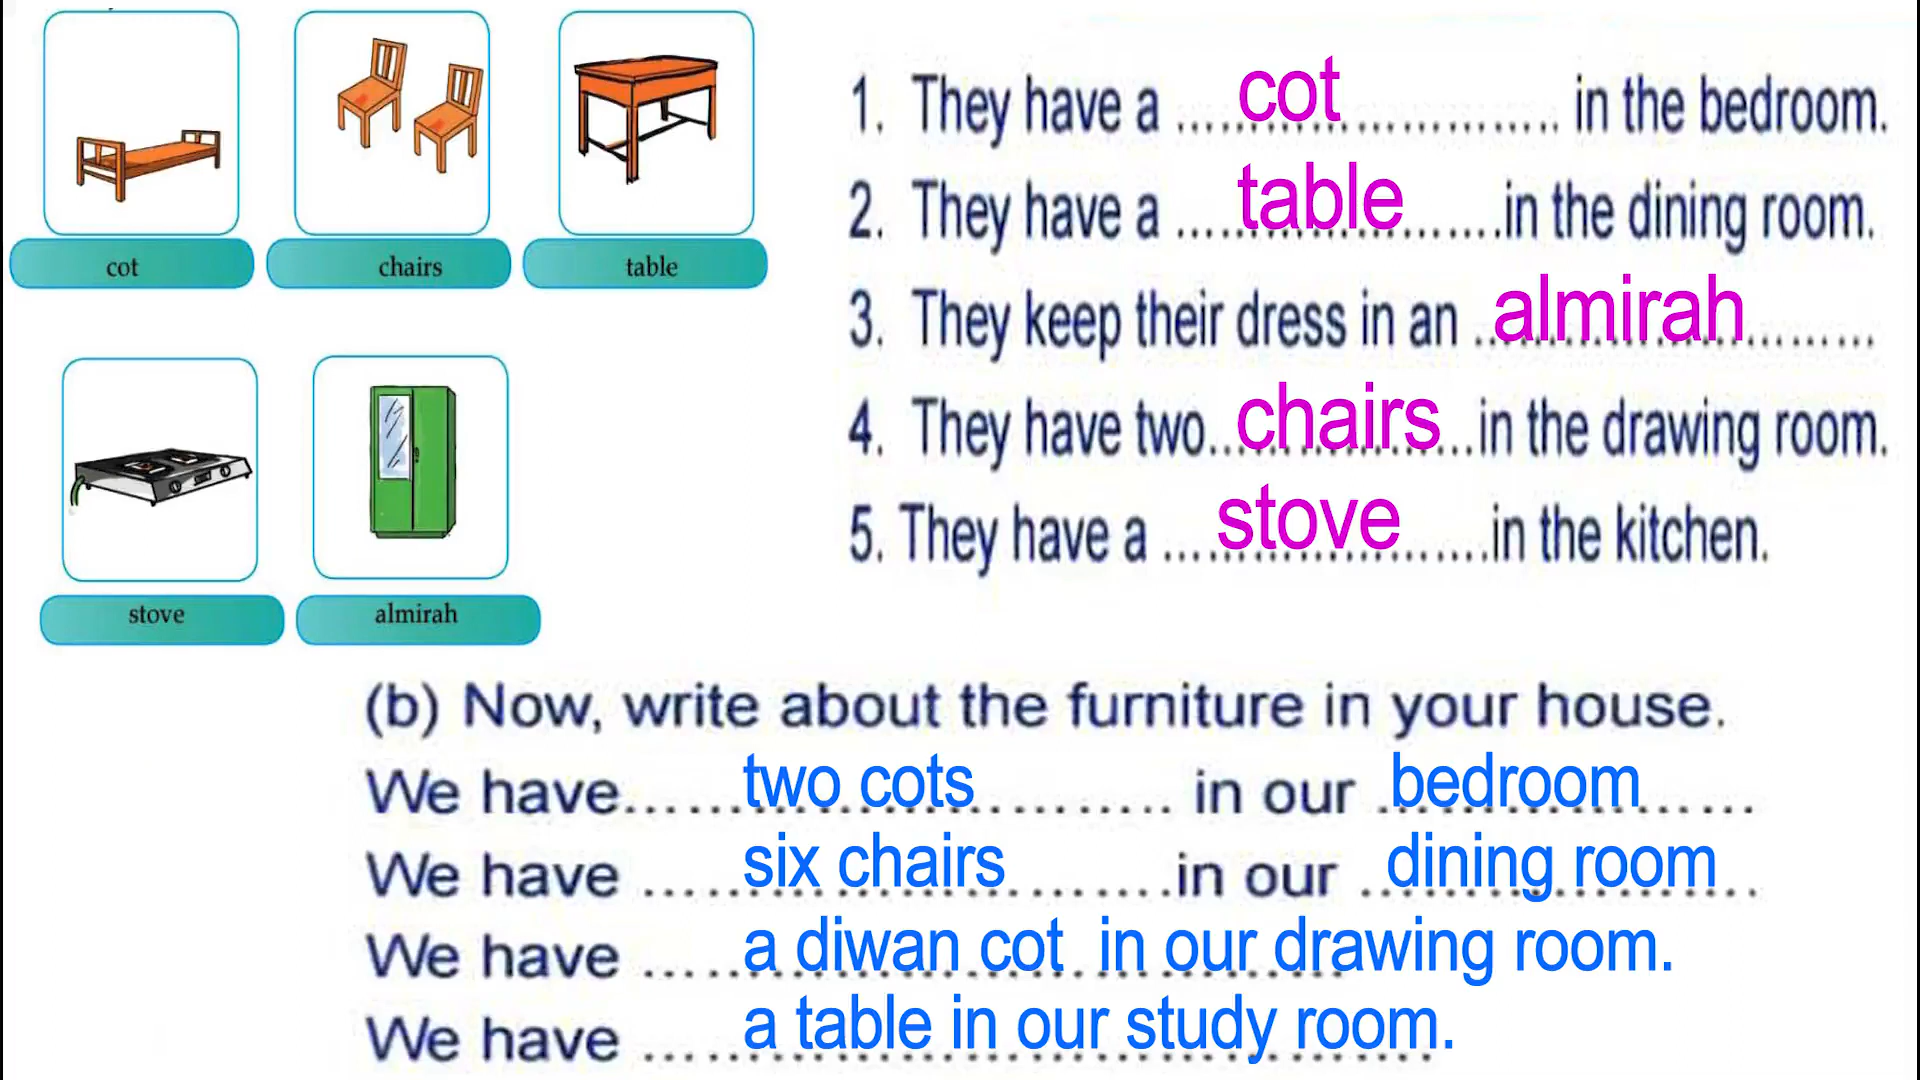 cot
chairs
table
stove
almirah
1. They have a ........cot........ in the bedroom.
2. They have a ........table........in the dining room.
3. They keep their dress in an ........almirah........
4. They have two........chairs........in the drawing room.
5. They have a ........stove........in the kitchen.
(b) Now, write about the furniture in your house.
We have........two cots........ in our ........bedroom........
We have ........six chairs........in our ........dining room........
We have ........a diwan cot in our drawing room.
We have ........a table in our study room.